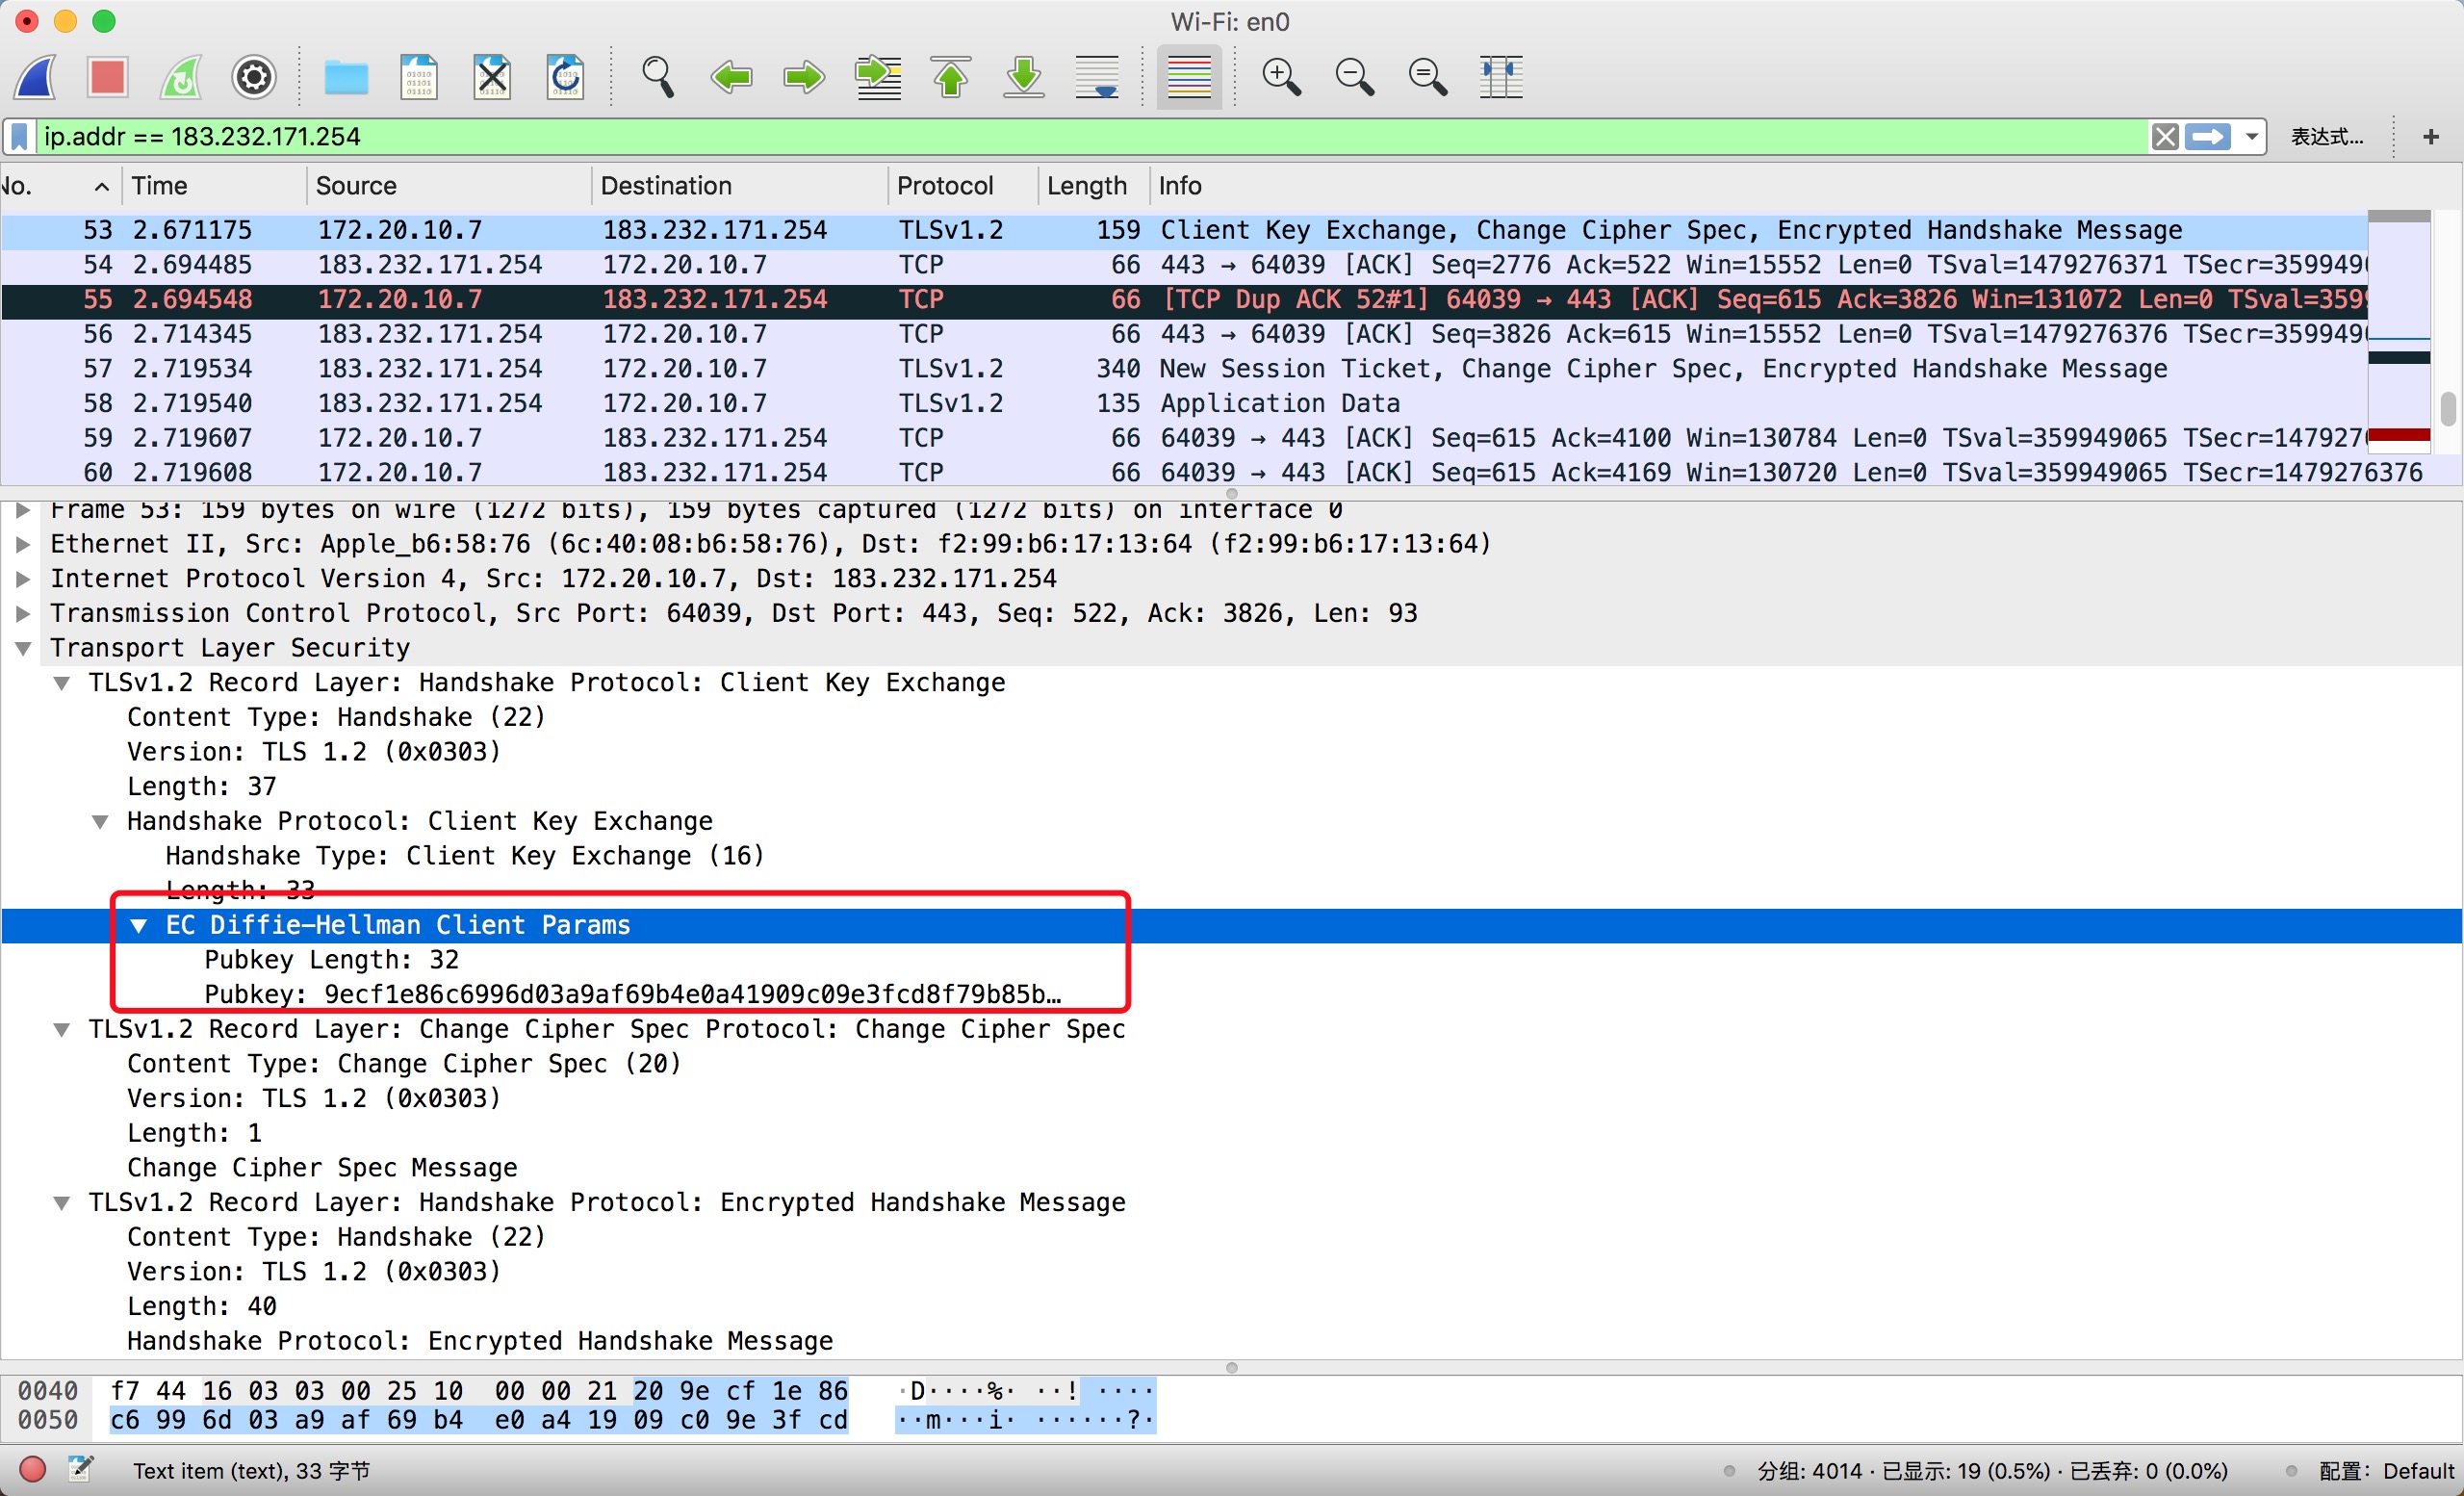 Wi-Fi: en0
ip.addr == 183.232.171.254
表达式…
+
No. Time Source Destination Protocol Length Info
53 2.671175 172.20.10.7 183.232.171.254 TLSv1.2 159 Client Key Exchange, Change Cipher Spec, Encrypted Handshake Message
54 2.694485 183.232.171.254 172.20.10.7 TCP 66 443 → 64039 [ACK] Seq=2776 Ack=522 Win=15552 Len=0 TSval=1479276371 TSecr=3599490
55 2.694548 172.20.10.7 183.232.171.254 TCP 66 [TCP Dup ACK 52#1] 64039 → 443 [ACK] Seq=615 Ack=3826 Win=131072 Len=0 TSval=3599
56 2.714345 183.232.171.254 172.20.10.7 TCP 66 443 → 64039 [ACK] Seq=3826 Ack=615 Win=15552 Len=0 TSval=1479276376 TSecr=3599490
57 2.719534 183.232.171.254 172.20.10.7 TLSv1.2 340 New Session Ticket, Change Cipher Spec, Encrypted Handshake Message
58 2.719540 183.232.171.254 172.20.10.7 TLSv1.2 135 Application Data
59 2.719607 172.20.10.7 183.232.171.254 TCP 66 64039 → 443 [ACK] Seq=615 Ack=4100 Win=130784 Len=0 TSval=359949065 TSecr=1479276
60 2.719608 172.20.10.7 183.232.171.254 TCP 66 64039 → 443 [ACK] Seq=615 Ack=4169 Win=130720 Len=0 TSval=359949065 TSecr=1479276376
Frame 53: 159 bytes on wire (1272 bits), 159 bytes captured (1272 bits) on interface 0
Ethernet II, Src: Apple_b6:58:76 (6c:40:08:b6:58:76), Dst: f2:99:b6:17:13:64 (f2:99:b6:17:13:64)
Internet Protocol Version 4, Src: 172.20.10.7, Dst: 183.232.171.254
Transmission Control Protocol, Src Port: 64039, Dst Port: 443, Seq: 522, Ack: 3826, Len: 93
Transport Layer Security
TLSv1.2 Record Layer: Handshake Protocol: Client Key Exchange
Content Type: Handshake (22)
Version: TLS 1.2 (0x0303)
Length: 37
Handshake Protocol: Client Key Exchange
Handshake Type: Client Key Exchange (16)
Length: 33
EC Diffie-Hellman Client Params
Pubkey Length: 32
Pubkey: 9ecf1e86c6996d03a9af69b4e0a41909c09e3fcd8f79b85b…
TLSv1.2 Record Layer: Change Cipher Spec Protocol: Change Cipher Spec
Content Type: Change Cipher Spec (20)
Version: TLS 1.2 (0x0303)
Length: 1
Change Cipher Spec Message
TLSv1.2 Record Layer: Handshake Protocol: Encrypted Handshake Message
Content Type: Handshake (22)
Version: TLS 1.2 (0x0303)
Length: 40
Handshake Protocol: Encrypted Handshake Message
0040 f7 44 16 03 03 00 25 10 00 00 21 20 9e cf 1e 86 ·D····%· ··! ····
0050 c6 99 6d 03 a9 af 69 b4 e0 a4 19 09 c0 9e 3f cd ··m···i· ······?·
Text item (text), 33 字节
分组: 4014 · 已显示: 19 (0.5%) · 已丢弃: 0 (0.0%)
配置: Default